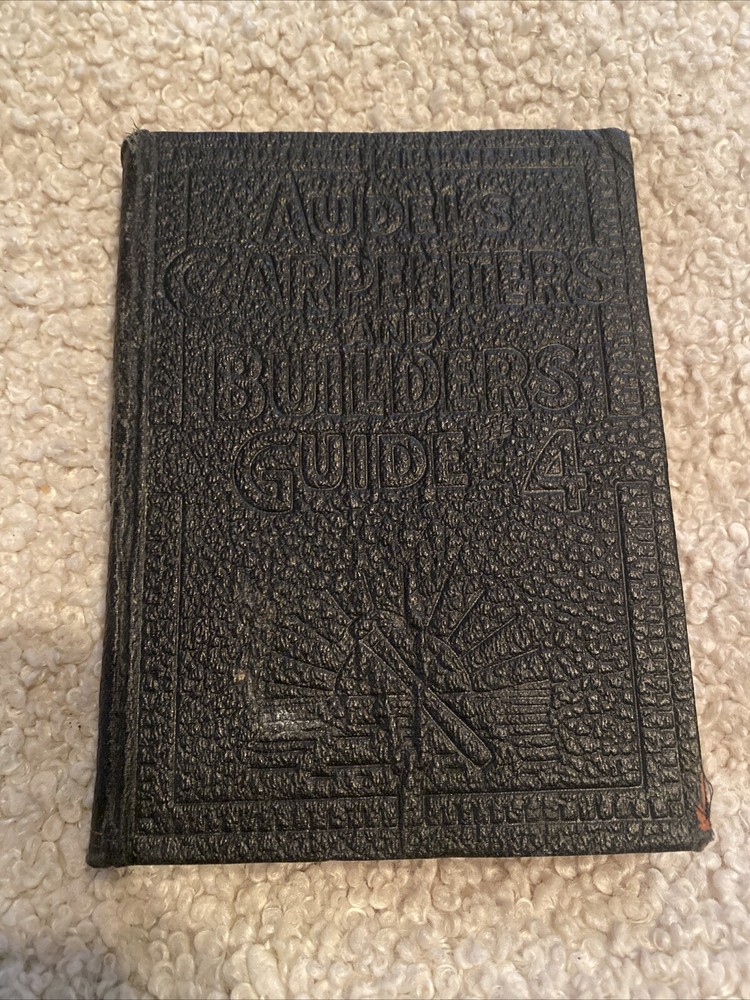 AUDELS
CARPENTERS
AND
BUILDERS
GUIDE #4